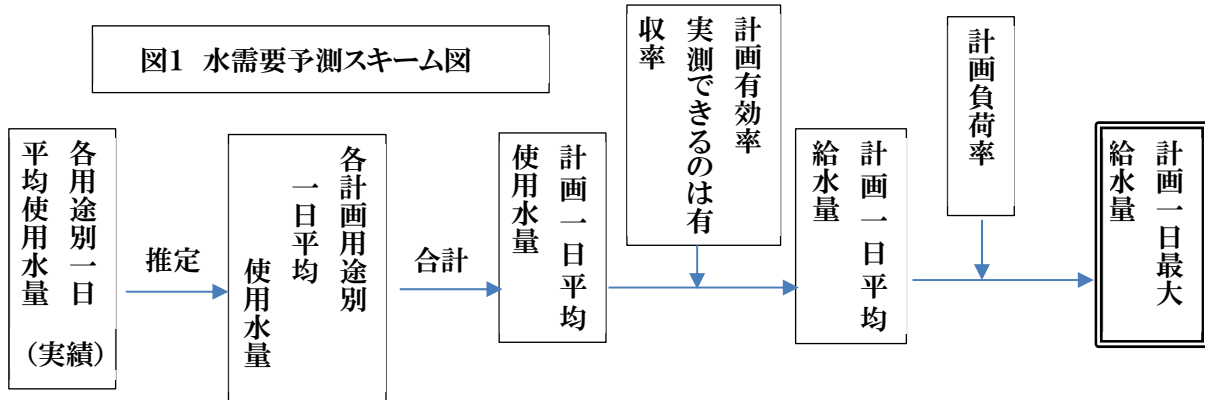 図1 水需要予測スキーム図
各用途別一日
平均使用水量
(実績)
推定
各計画用途別
一日平均
使用水量
合計
計画一日平均
使用水量
計画有効率
実測できるのは有
収率
計画一日平均
給水量
計画負荷率
計画一日最大
給水量